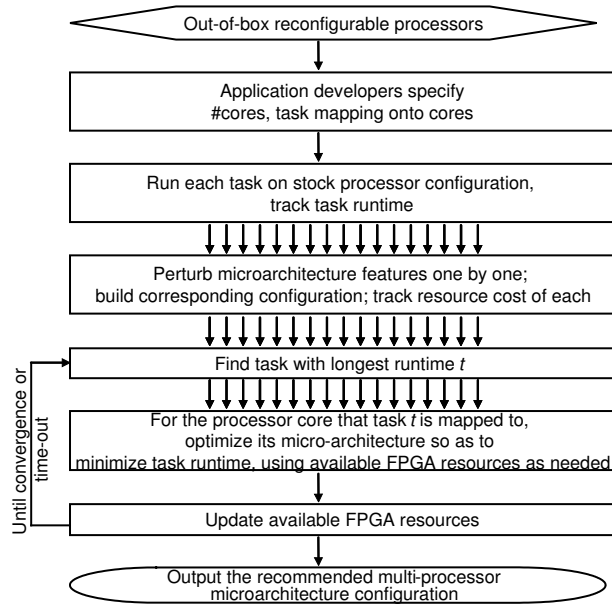 Out-of-box reconfigurable processors
Application developers specify
#cores, task mapping onto cores
Run each task on stock processor configuration,
track task runtime
Perturb microarchitecture features one by one;
build corresponding configuration; track resource cost of each
Find task with longest runtime t
For the processor core that task t is mapped to,
optimize its micro-architecture so as to
minimize task runtime, using available FPGA resources as needed
Until convergence or
time-out
Update available FPGA resources
Output the recommended multi-processor
microarchitecture configuration